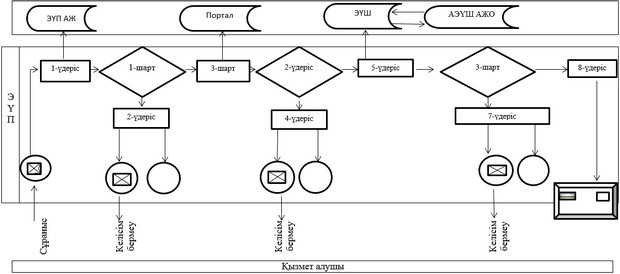 ЭҮП АЖ
Портал
ЭҮШ
АЭҮШ АЖО
Э
Ү
П
1-үдеріс
1-шарт
3-шарт
2-үдеріс
5-үдеріс
3-шарт
8-үдеріс
2-үдеріс
4-үдеріс
7-үдеріс
Сұраныс
Келісім
бермеу
Келісім
бермеу
Келісім
бермеу
Қызмет алушы